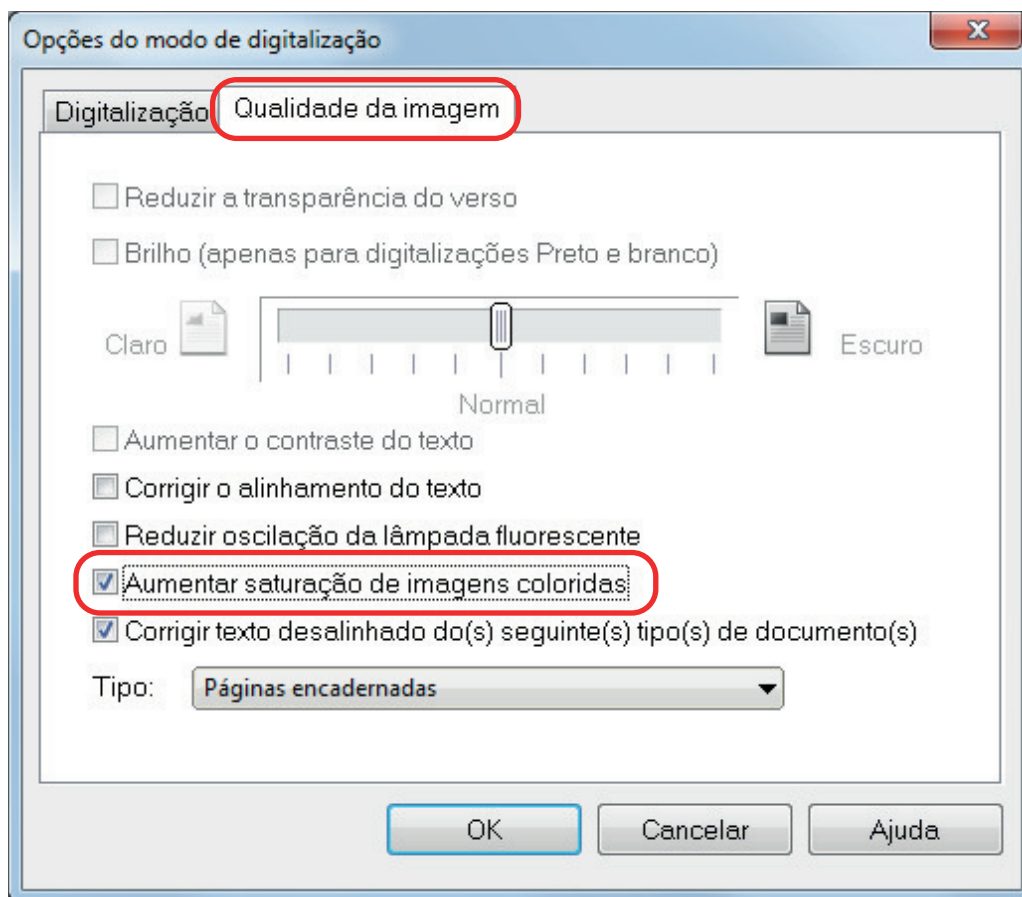 Opções do modo de digitalização
Digitalização Qualidade da imagem
Reduzir a transparência do verso
Brilho (apenas para digitalizações Preto e branco)
Claro Escuro
Normal
Aumentar o contraste do texto
Corrigir o alinhamento do texto
Reduzir oscilação da lâmpada fluorescente
Aumentar saturação de imagens coloridas
Corrigir texto desalinhado do(s) seguinte(s) tipo(s) de documento(s)
Tipo: Páginas encadernadas
OK Cancelar Ajuda